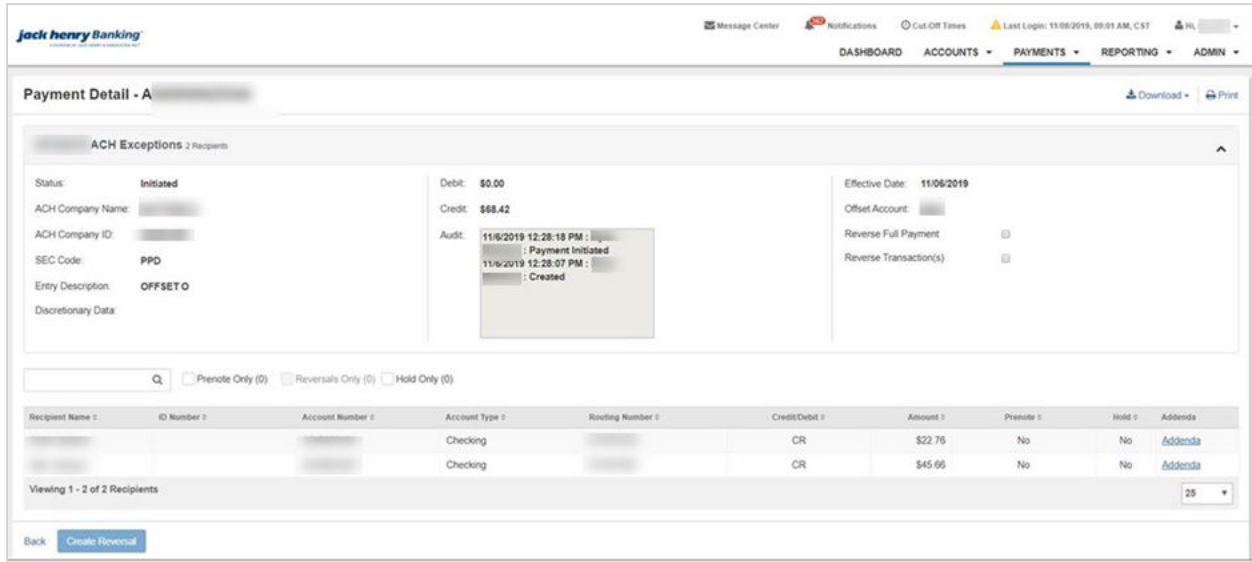 Message Center Notifications Cut-Off Times Last Login: 11/08/2019, 09:01 AM, CST Hi,
jack henry Banking
DASHBOARD ACCOUNTS PAYMENTS REPORTING ADMIN
Payment Detail - A
Download Print
ACH Exceptions 2 Recipients
Status: Initiated Debit: $0.00 Effective Date: 11/06/2019
ACH Company Name: Credit: $68.42 Offset Account:
ACH Company ID: Audit: 11/6/2019 12:28:18 PM : Reverse Full Payment
: Payment Initiated
SEC Code: PPD 11/6/2019 12:28:07 PM : Reverse Transaction(s)
: Created
Entry Description: OFFSET O
Discretionary Data:
Prenote Only (0) Reversals Only (0) Hold Only (0)
Recipient Name ID Number Account Number Account Type Routing Number Credit/Debit Amount Prenote Hold Addenda
Checking CR $22.76 No No Addenda
Checking CR $45.66 No No Addenda
Viewing 1 - 2 of 2 Recipients 25
Back Create Reversal